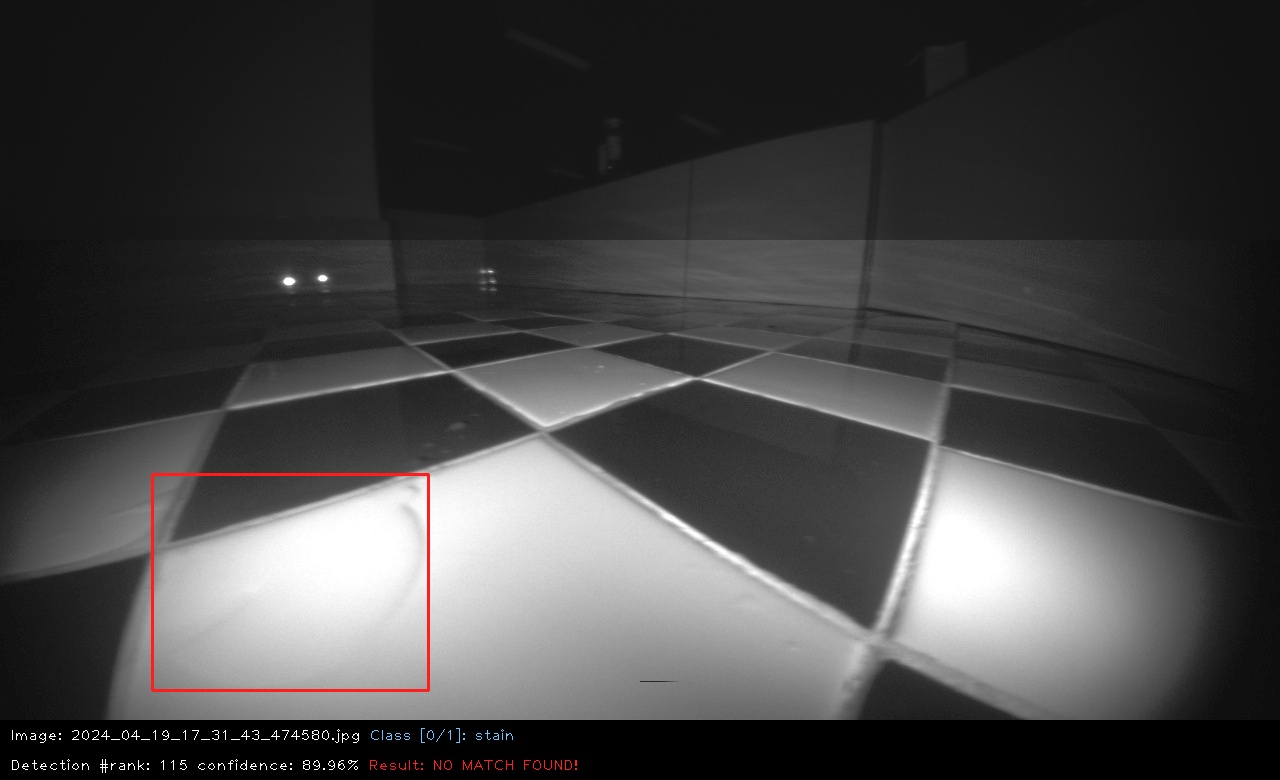 Image: 2024_04_19_17_31_43_474580.jpg Class [0/1]: stain
Detection #rank: 115 confidence: 89.96% Result: NO MATCH FOUND!